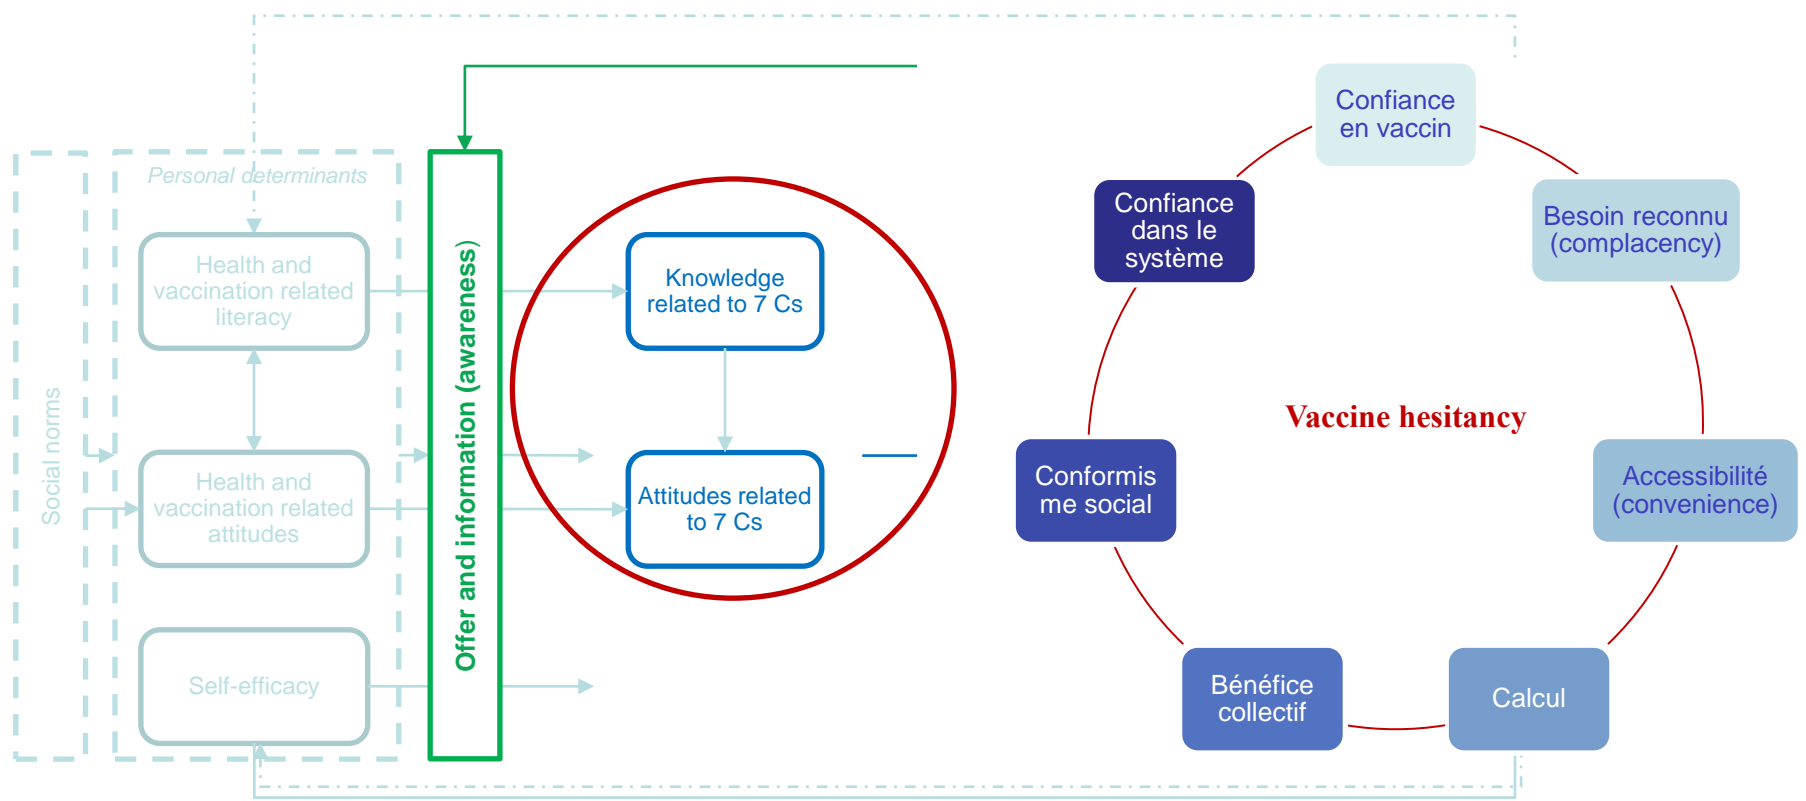 Social norms
Personal determinants
Health and
vaccination related
literacy
Health and
vaccination related
attitudes
Self-efficacy
Offer and information (awareness)
Knowledge
related to 7 Cs
Attitudes related
to 7 Cs
Vaccine hesitancy
Confiance
en vaccin
Besoin reconnu
(complacency)
Accessibilité
(convenience)
Calcul
Bénéfice
collectif
Conformis
me social
Confiance
dans le
système